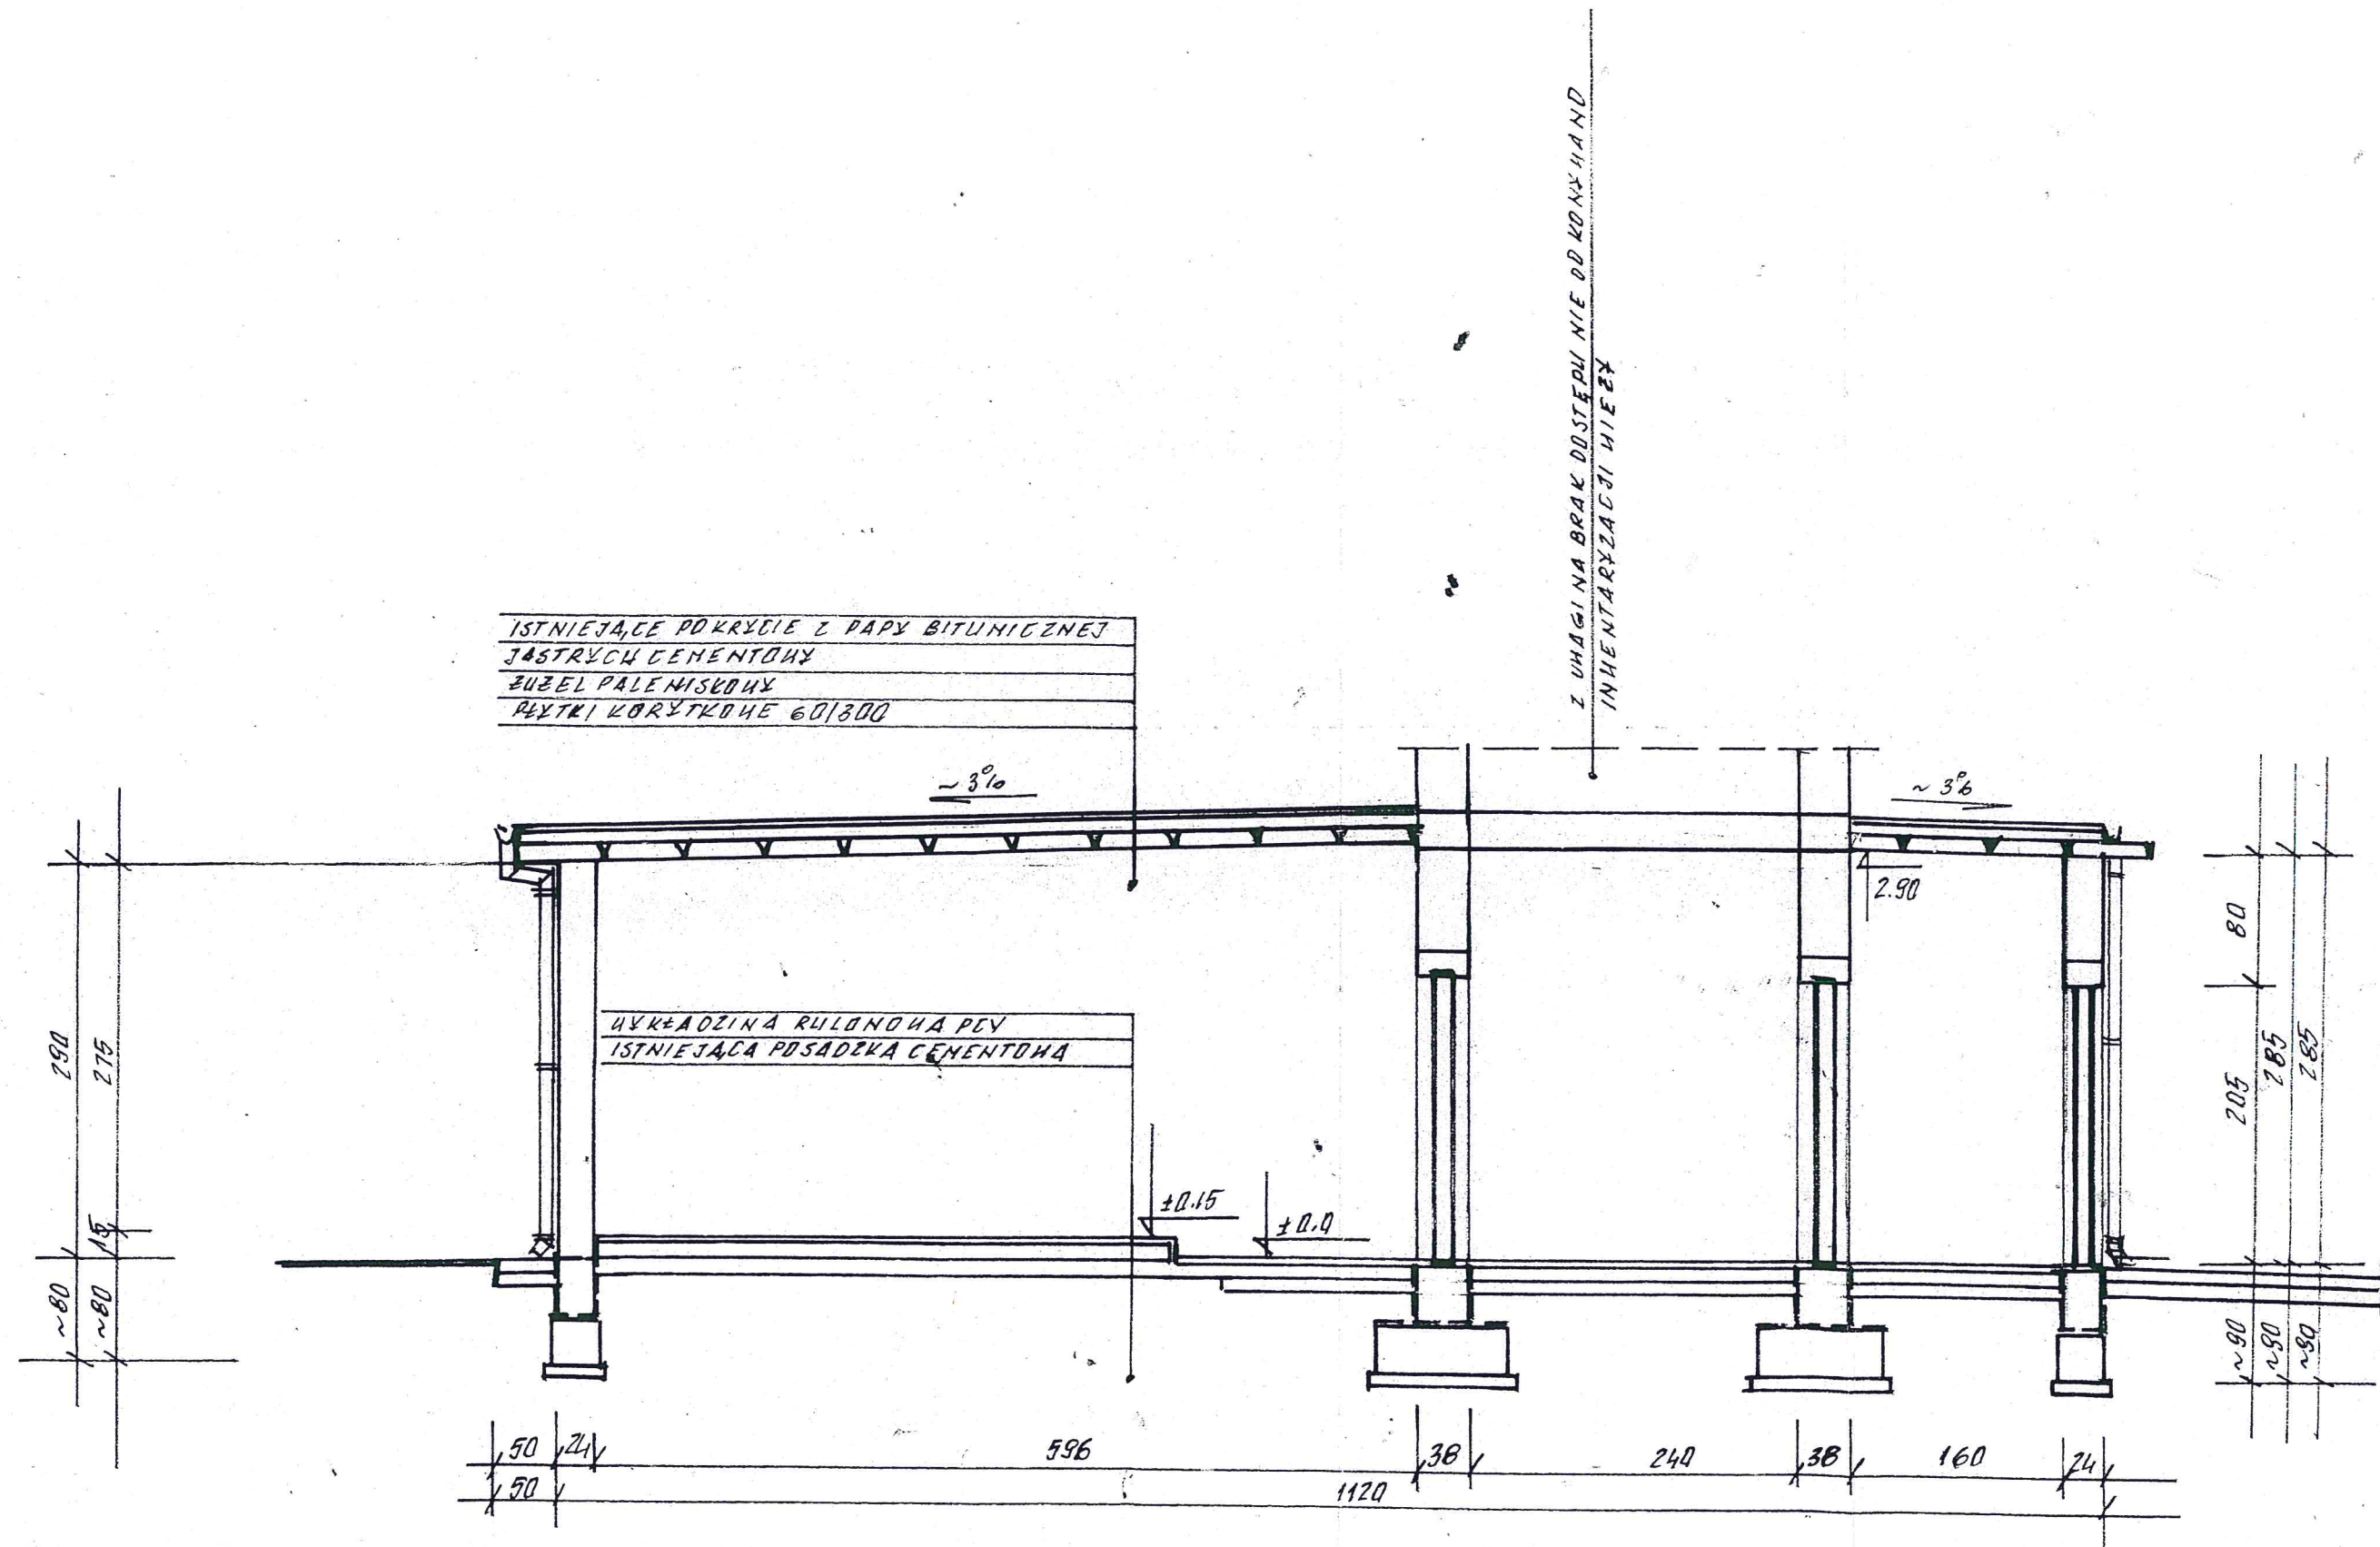 Z UWAGI NA BRAK DOSTĘPU NIE DOKONYWANO
INWENTARYZACJI WIEŻY
ISTNIEJĄCE POKRYCIE Z PAPY BITUMICZNEJ
JASTRYCH CEMENTOWY
ŻUŻEL PALENISKOWY
PŁYTKI KORYTKOWE 60/300
~3%
~3%
2.90
WYKŁADZINA RULONOWA PCV
ISTNIEJĄCA POSADZKA CEMENTOWA
±0.15
±0.0
290
275
15
~80
~80
80
205
285
285
~90
~90
~90
50 24 596 38 240 38 160 24
50 1120